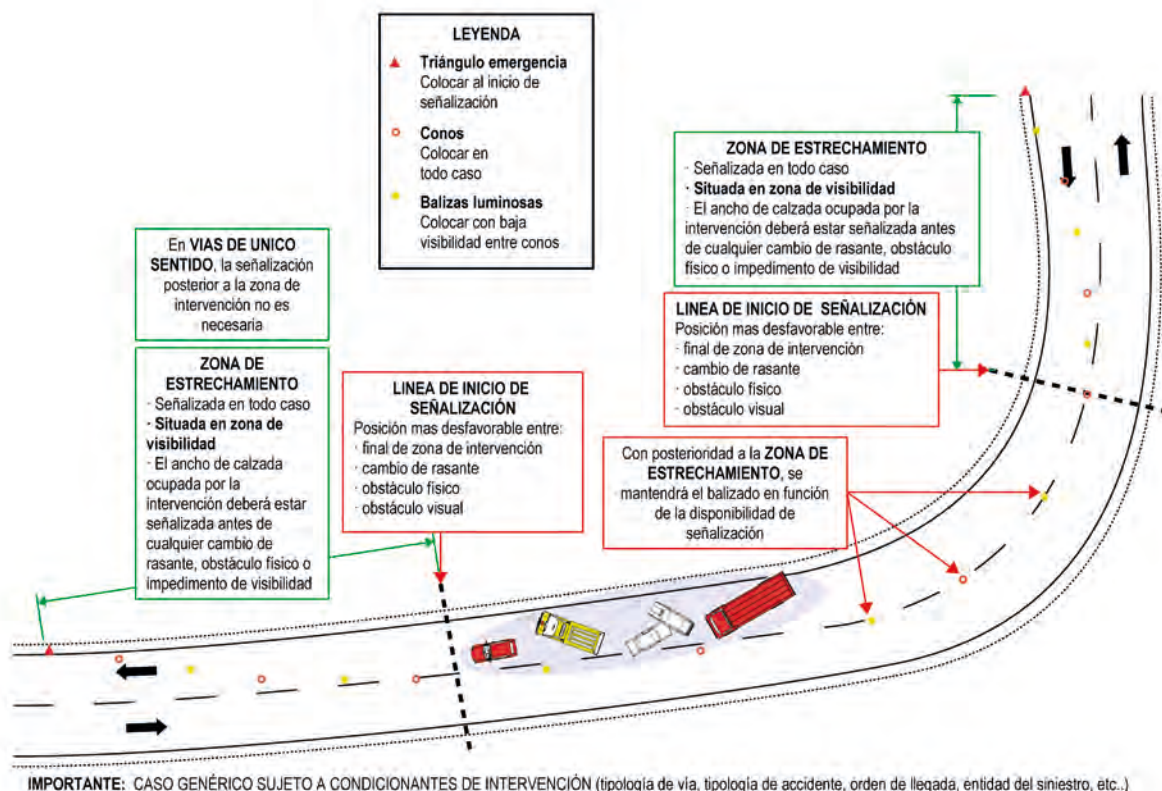 LEYENDA
Triángulo emergencia
Colocar al inicio de
señalización
Conos
Colocar en
todo caso
Balizas luminosas
Colocar con baja
visibilidad entre conos
ZONA DE ESTRECHAMIENTO
· Señalizada en todo caso
· Situada en zona de visibilidad
· El ancho de calzada ocupada por la
intervención deberá estar señalizada antes
de cualquier cambio de rasante, obstáculo
físico o impedimento de visibilidad
En VIAS DE UNICO
SENTIDO, la señalización
posterior a la zona de
intervención no es
necesaria
LINEA DE INICIO DE SEÑALIZACIÓN
Posición mas desfavorable entre:
· final de zona de intervención
· cambio de rasante
· obstáculo físico
· obstáculo visual
ZONA DE
ESTRECHAMIENTO
· Señalizada en todo caso
· Situada en zona de
visibilidad
· El ancho de calzada
ocupada por la
intervención deberá estar
señalizada antes de
cualquier cambio de
rasante, obstáculo físico o
impedimento de visibilidad
LINEA DE INICIO DE
SEÑALIZACIÓN
Posición mas desfavorable entre:
· final de zona de intervención
· cambio de rasante
· obstáculo físico
· obstáculo visual
Con posterioridad a la ZONA DE
ESTRECHAMIENTO, se
mantendrá el balizado en función
de la disponibilidad de
señalización
IMPORTANTE: CASO GENÉRICO SUJETO A CONDICIONANTES DE INTERVENCIÓN (tipología de vía, tipología de accidente, orden de llegada, entidad del siniestro, etc..)